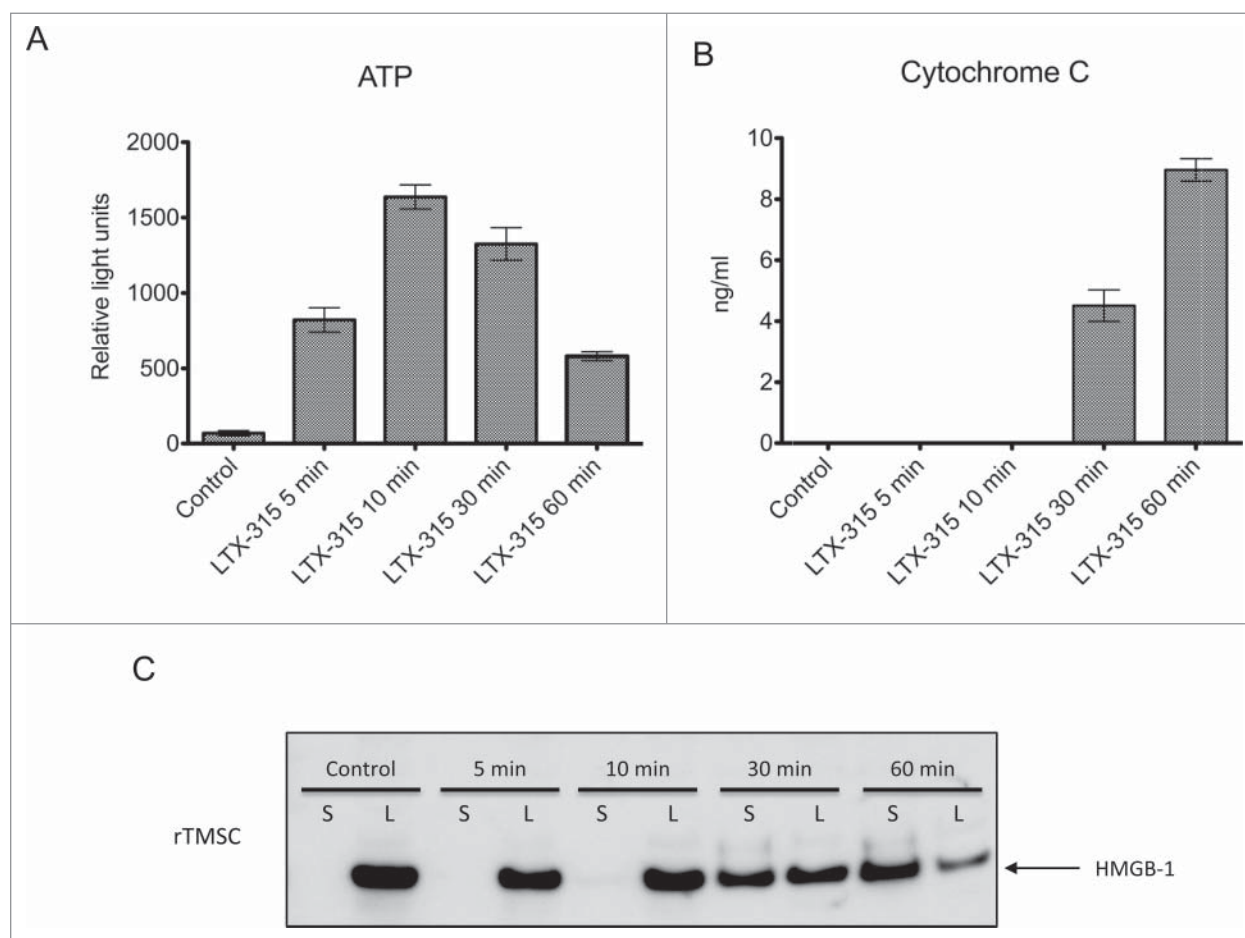 A
ATP
Relative light units
2000
1500
1000
500
0
Control
LTX-315 5 min
LTX-315 10 min
LTX-315 30 min
LTX-315 60 min
B
Cytochrome C
ng/ml
10
8
6
4
2
0
Control
LTX-315 5 min
LTX-315 10 min
LTX-315 30 min
LTX-315 60 min
C
Control 5 min 10 min 30 min 60 min
S L S L S L S L S L
rTMSC
HMGB-1